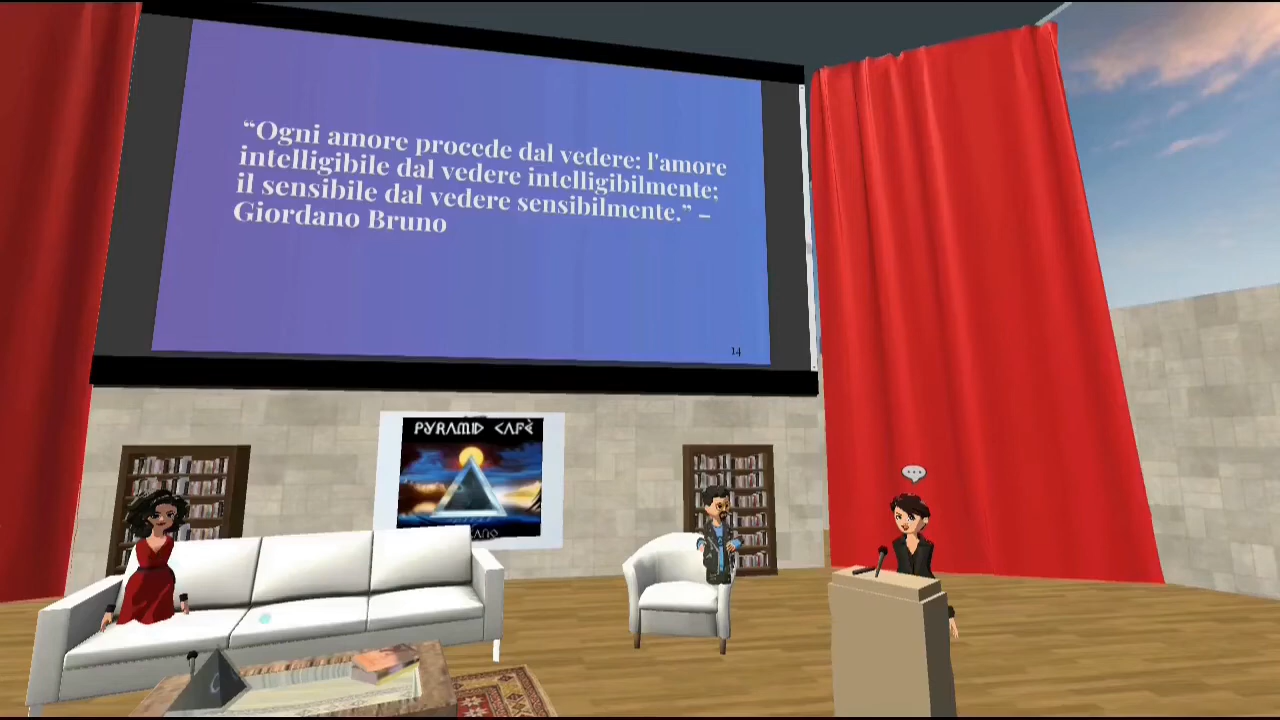 “Ogni amore procede dal vedere: l'amore
intelligibile dal vedere intelligibilmente;
il sensibile dal vedere sensibilmente.” –
Giordano Bruno
14
PYRAMID CAFÈ